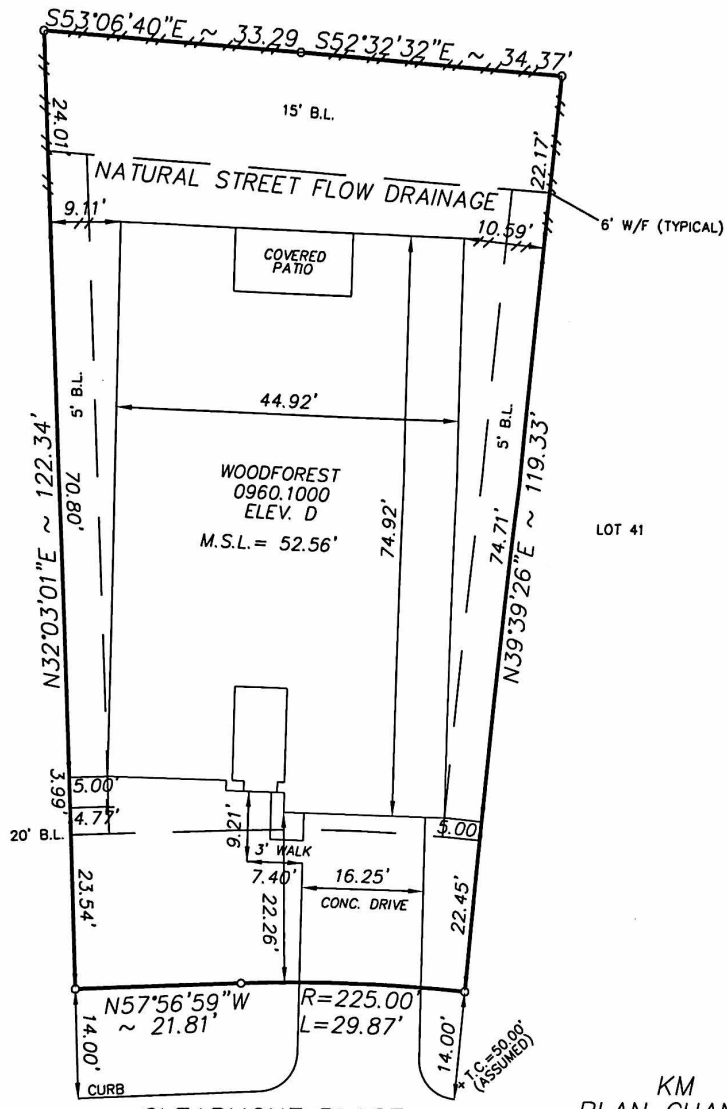 S53°06'40"E ~ 33.29 S52°32'32"E ~ 34.37'
24.01'
15' B.L.
22.17'
NATURAL STREET FLOW DRAINAGE
9.11'
10.59'
6' W/F (TYPICAL)
COVERED
PATIO
44.92'
5' B.L.
5' B.L.
N32°03'01"E ~ 122.34'
70.80'
WOODFOREST
0960.1000
ELEV. D
M.S.L.= 52.56'
74.92'
74.71'
N39°39'26"E ~ 119.33'
LOT 41
3.99'
5.00'
4.77'
5.00'
20' B.L.
9.21'
3' WALK
7.40'
16.25'
CONC. DRIVE
23.54'
22.26'
22.45'
N57°56'59"W
~ 21.81'
R=225.00'
L=29.87'
14.00'
14.00'
+ T.C.=50.00'
(ASSUMED)
CURB
KM